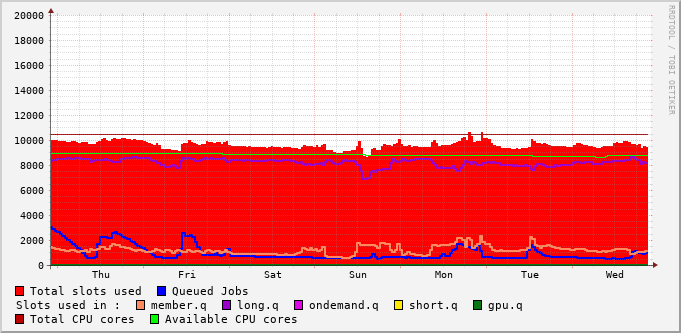 20000
18000
16000
14000
12000
10000
8000
6000
4000
2000
0
Thu Fri Sat Sun Mon Tue Wed
RRDTOOL / TOBI OETIKER
Total slots used Queued Jobs
Slots used in : member.q long.q ondemand.q short.q gpu.q
Total CPU cores Available CPU cores